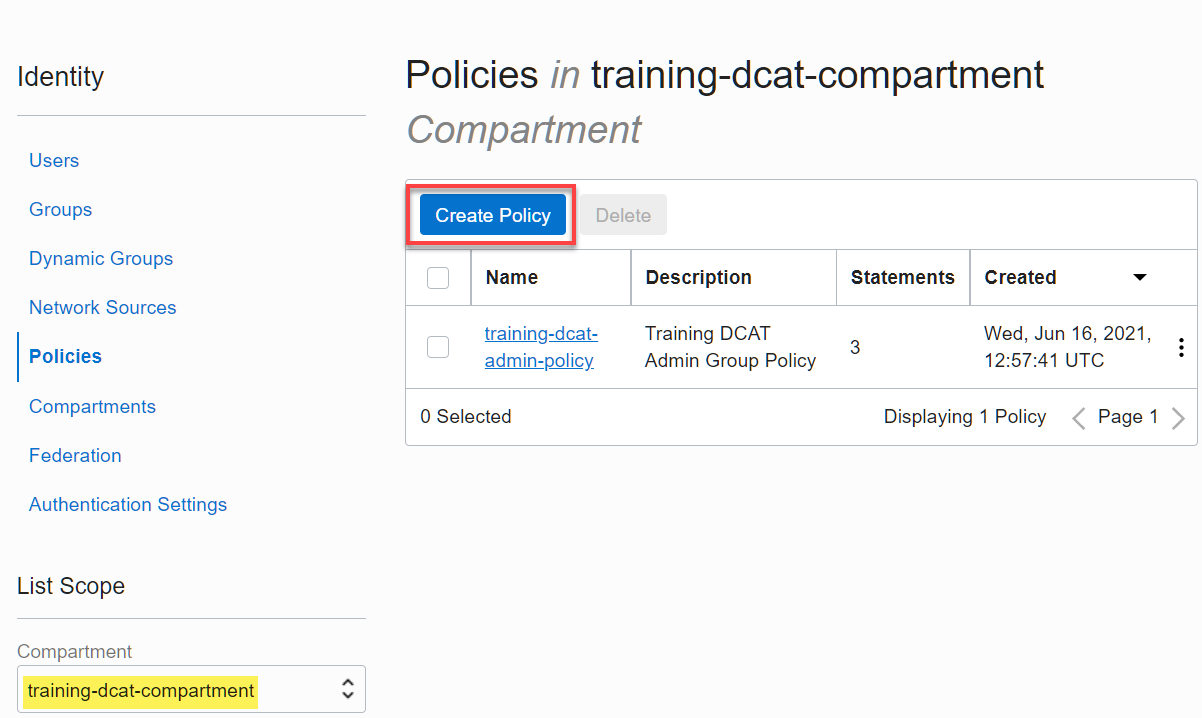 Identity
Users
Groups
Dynamic Groups
Network Sources
Policies
Compartments
Federation
Authentication Settings
List Scope
Compartment
training-dcat-compartment
Policies in training-dcat-compartment
Compartment
Create Policy Delete
Name Description Statements Created
training-dcat-
admin-policy
Training DCAT
Admin Group Policy
3
Wed, Jun 16, 2021,
12:57:41 UTC
0 Selected Displaying 1 Policy Page 1